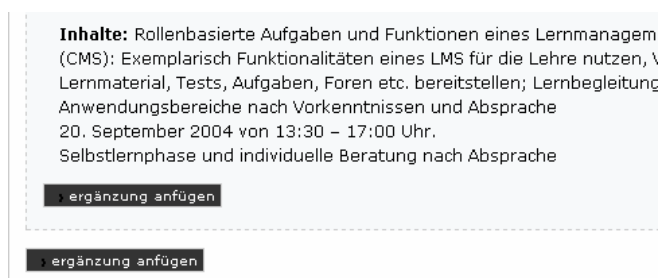 Inhalte: Rollenbasierte Aufgaben und Funktionen eines Lernmanagem
(CMS): Exemplarisch Funktionalitäten eines LMS für die Lehre nutzen, V
Lernmaterial, Tests, Aufgaben, Foren etc. bereitstellen; Lernbegleitung
Anwendungsbereiche nach Vorkenntnissen und Absprache
20. September 2004 von 13:30 – 17:00 Uhr.
Selbstlernphase und individuelle Beratung nach Absprache
› ergänzung anfügen
› ergänzung anfügen